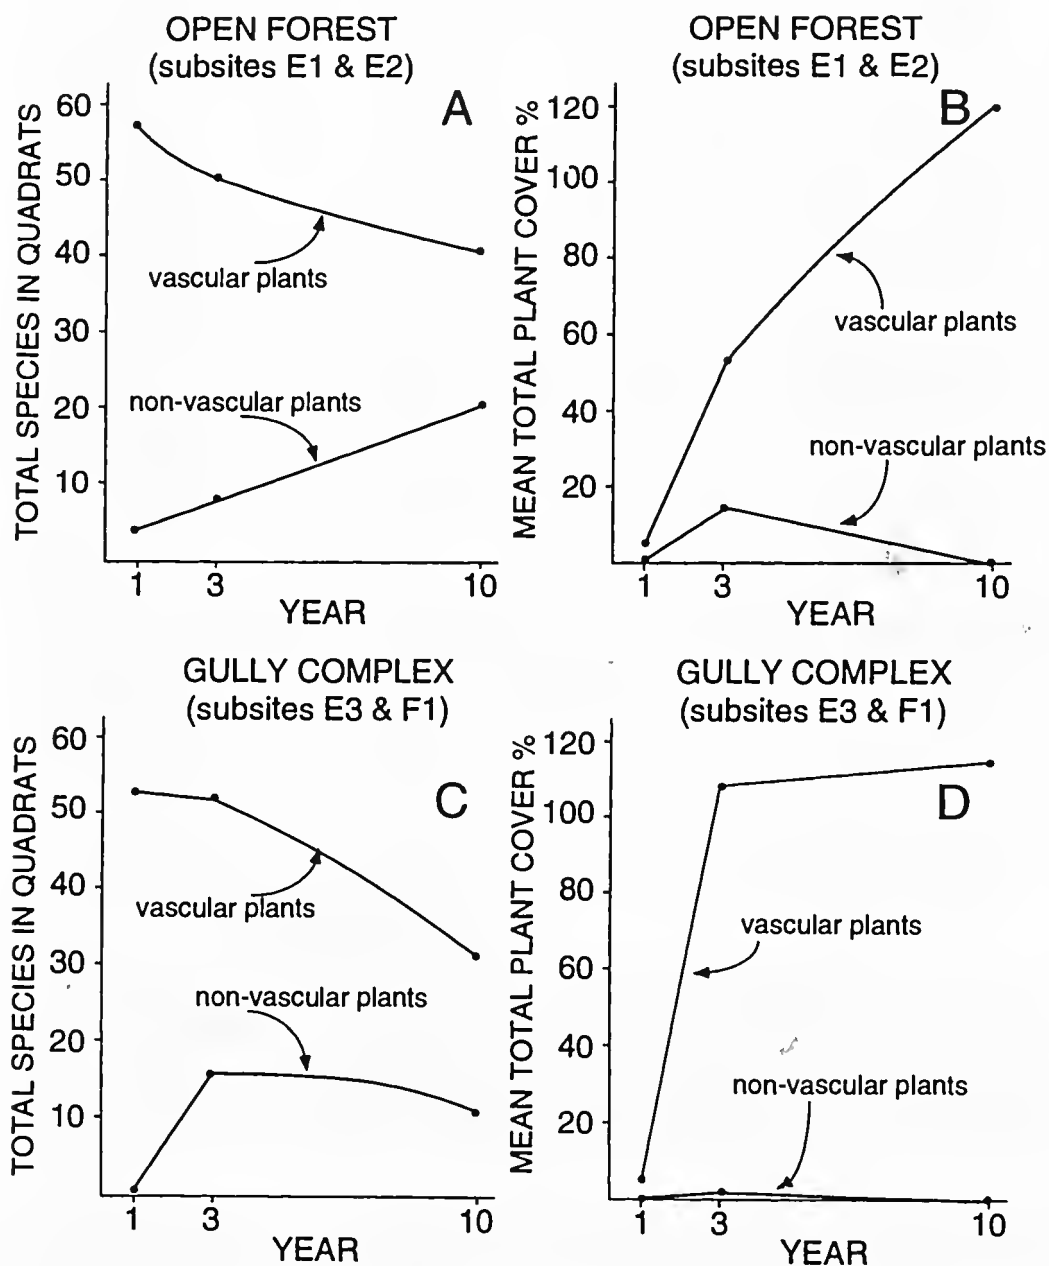 OPEN FOREST
(subsites E1 & E2)
A
TOTAL SPECIES IN QUADRATS
60
50
40
30
20
10
vascular plants
non-vascular plants
1 3 10
YEAR
OPEN FOREST
(subsites E1 & E2)
B
MEAN TOTAL PLANT COVER %
120
100
80
60
40
20
vascular plants
non-vascular plants
1 3 10
YEAR
GULLY COMPLEX
(subsites E3 & F1)
C
TOTAL SPECIES IN QUADRATS
60
50
40
30
20
10
vascular plants
non-vascular plants
1 3 10
YEAR
GULLY COMPLEX
(subsites E3 & F1)
D
MEAN TOTAL PLANT COVER %
120
100
80
60
40
20
vascular plants
non-vascular plants
1 3 10
YEAR